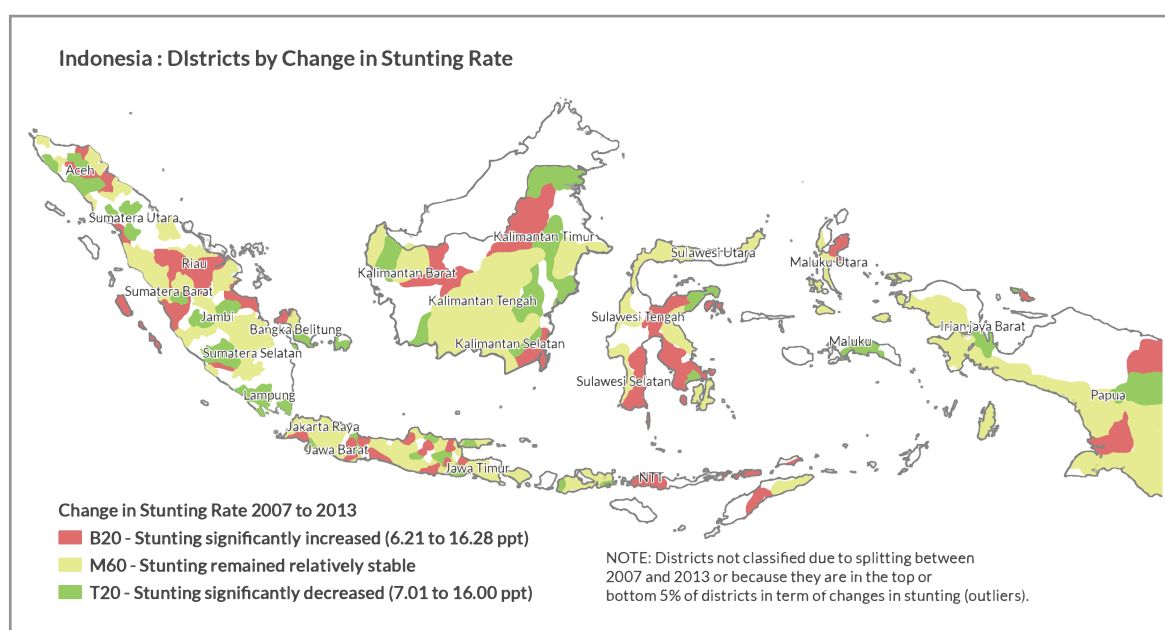 Indonesia : DIstricts by Change in Stunting Rate
Aceh
Sumatera Utara
Riau
Sumatera Barat
Jambi
Bangka Belitung
Sumatera Selatan
Lampung
Jakarta Raya
Jawa Barat
Jawa Timur
Kalimantan Timur
Kalimantan Barat
Kalimantan Tengah
Kalimantan Selatan
Sulawesi Utara
Sulawesi Tengah
Sulawesi Selatan
NTT
Maluku Utara
Maluku
Irian jaya Barat
Papua
Change in Stunting Rate 2007 to 2013
B20 - Stunting significantly increased (6.21 to 16.28 ppt)
M60 - Stunting remained relatively stable
T20 - Stunting significantly decreased (7.01 to 16.00 ppt)
NOTE: Districts not classified due to splitting between
2007 and 2013 or because they are in the top or
bottom 5% of districts in term of changes in stunting (outliers).